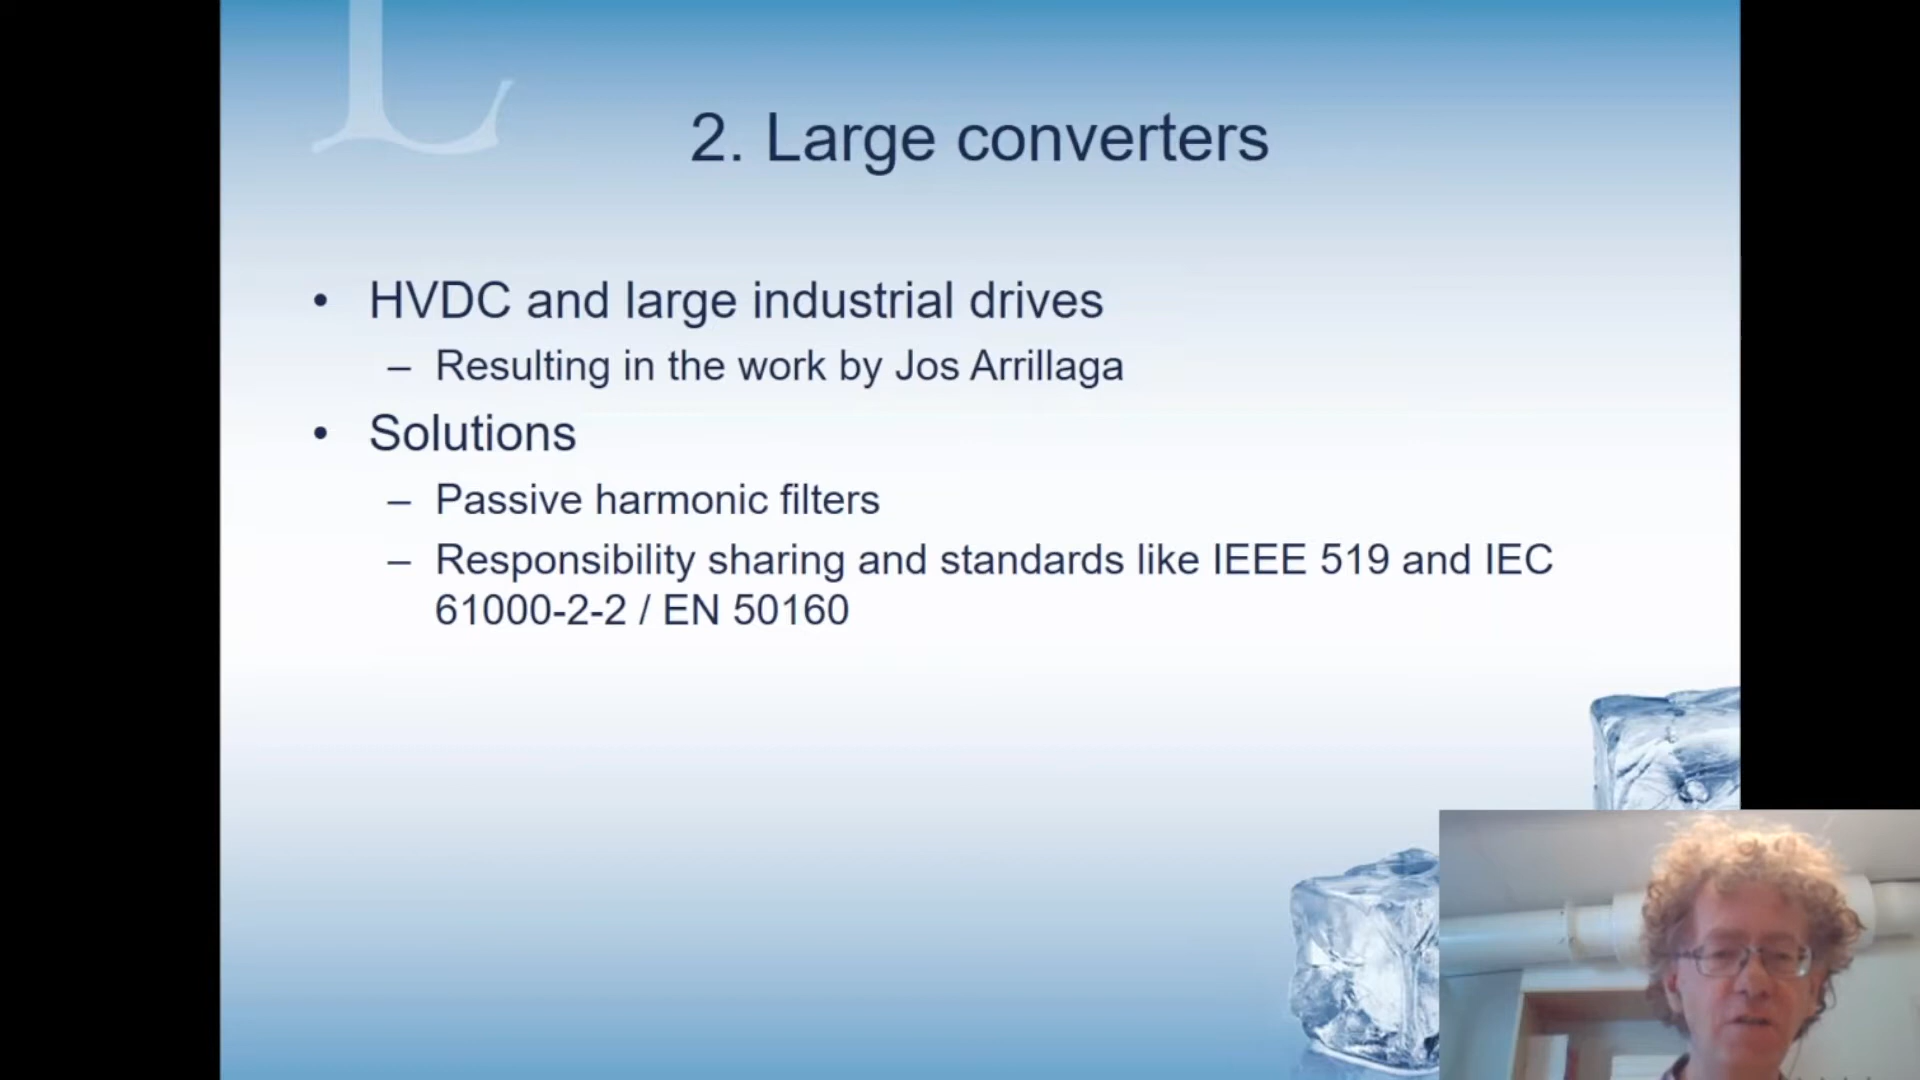 2. Large converters
• HVDC and large industrial drives
– Resulting in the work by Jos Arrillaga
• Solutions
– Passive harmonic filters
– Responsibility sharing and standards like IEEE 519 and IEC
61000-2-2 / EN 50160